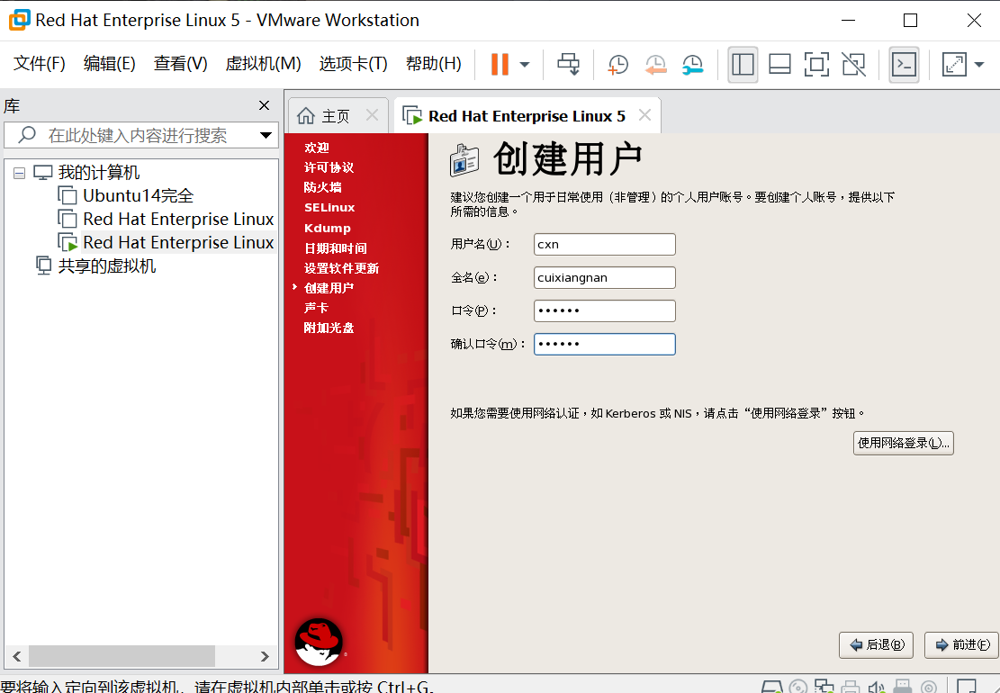 Red Hat Enterprise Linux 5 - VMware Workstation
文件(F) 编辑(E) 查看(V) 虚拟机(M) 选项卡(T) 帮助(H)
库
在此处键入内容进行搜索
我的计算机
Ubuntu14完全
Red Hat Enterprise Linux
Red Hat Enterprise Linux
共享的虚拟机
主页
Red Hat Enterprise Linux 5
欢迎
许可协议
防火墙
SELinux
Kdump
日期和时间
设置软件更新
创建用户
声卡
附加光盘
创建用户
建议您创建一个用于日常使用（非管理）的个人用户账号。要创建个人账号，提供以下
所需的信息。
用户名(U)： cxn
全名(e)： cuixiangnan
口令(P)： ••••••
确认口令(m)： ••••••
如果您需要使用网络认证，如 Kerberos 或 NIS，请点击“使用网络登录”按钮。
使用网络登录(L)...
后退(B) 前进(F)
要将输入定向到该虚拟机，请在虚拟机内部单击或按 Ctrl+G。